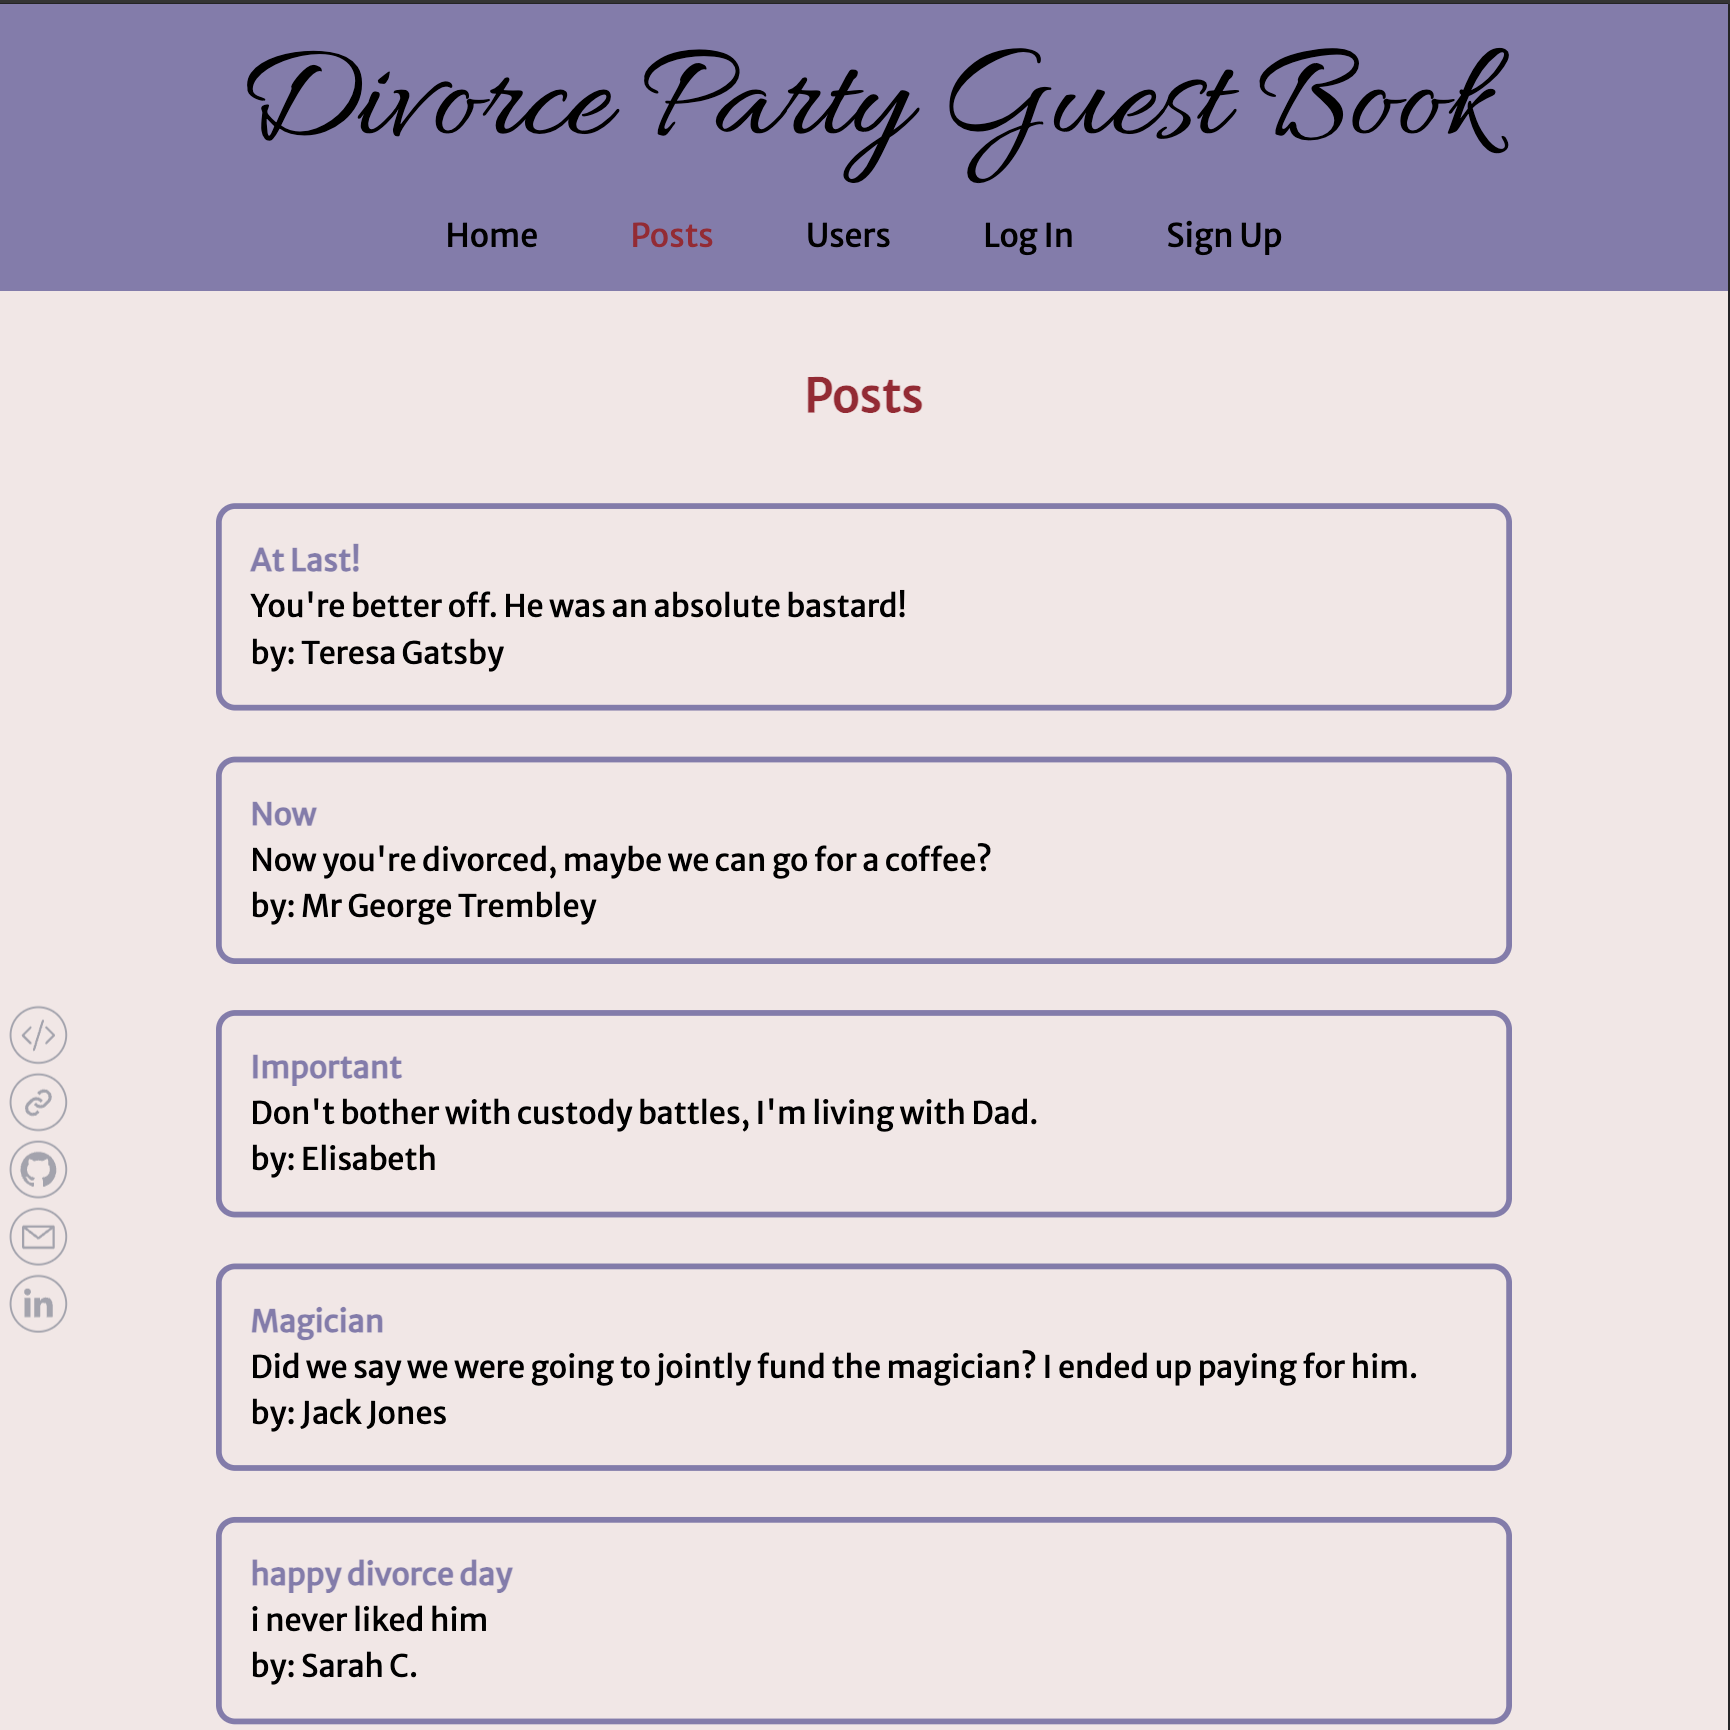 Divorce Party Guest Book
Home Posts Users Log In Sign Up
Posts
At Last!
You're better off. He was an absolute bastard!
by: Teresa Gatsby
Now
Now you're divorced, maybe we can go for a coffee?
by: Mr George Trembley
Important
Don't bother with custody battles, I'm living with Dad.
by: Elisabeth
Magician
Did we say we were going to jointly fund the magician? I ended up paying for him.
by: Jack Jones
happy divorce day
i never liked him
by: Sarah C.
in